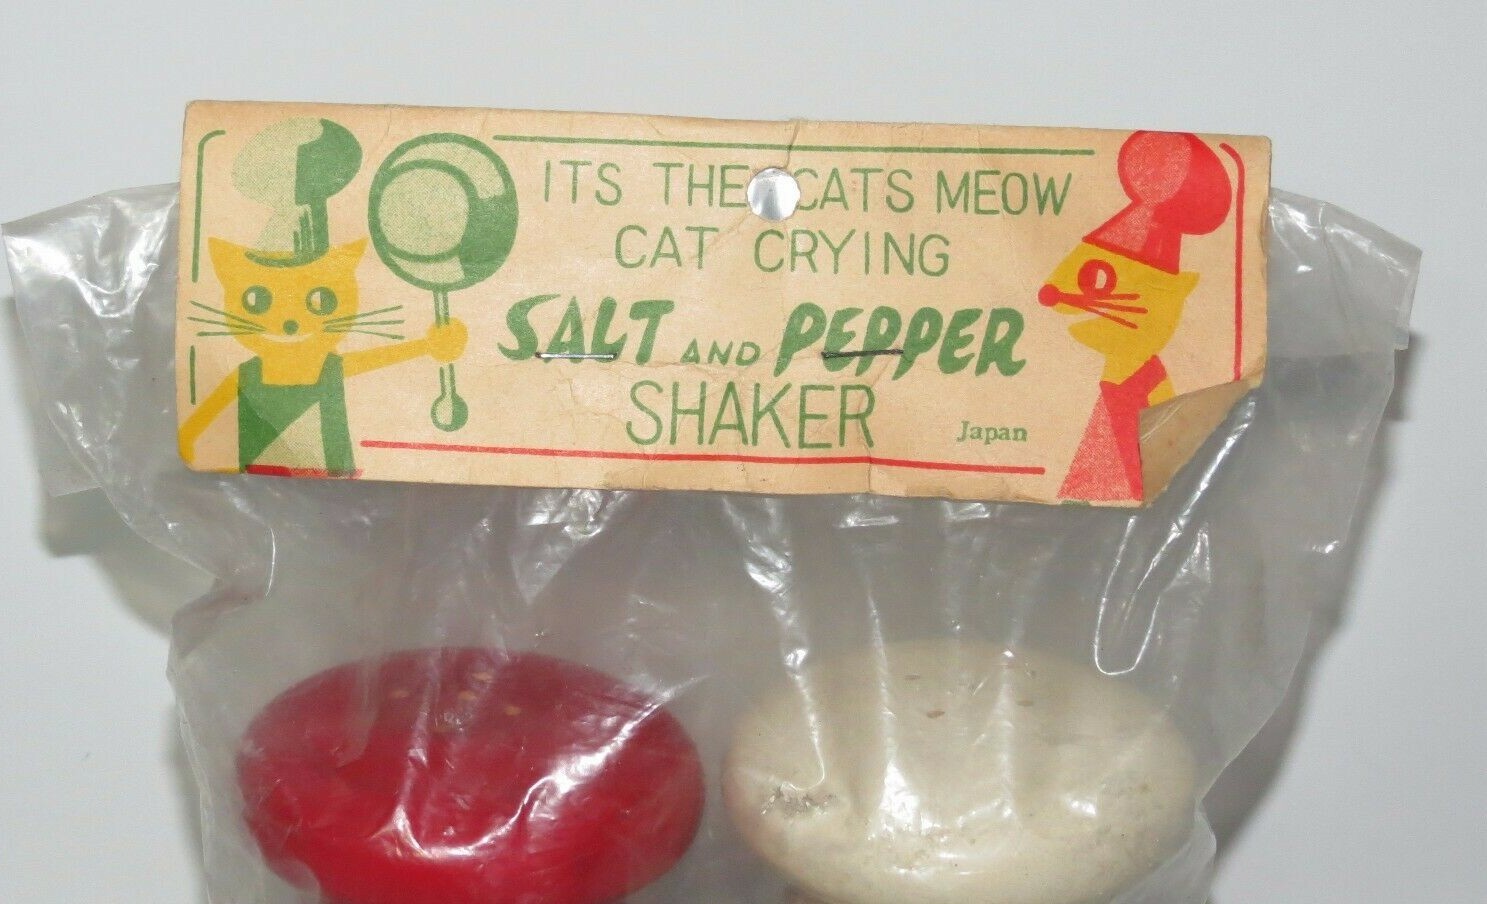 ITS THE CATS MEOW
CAT CRYING
SALT AND PEPPER
SHAKER
Japan